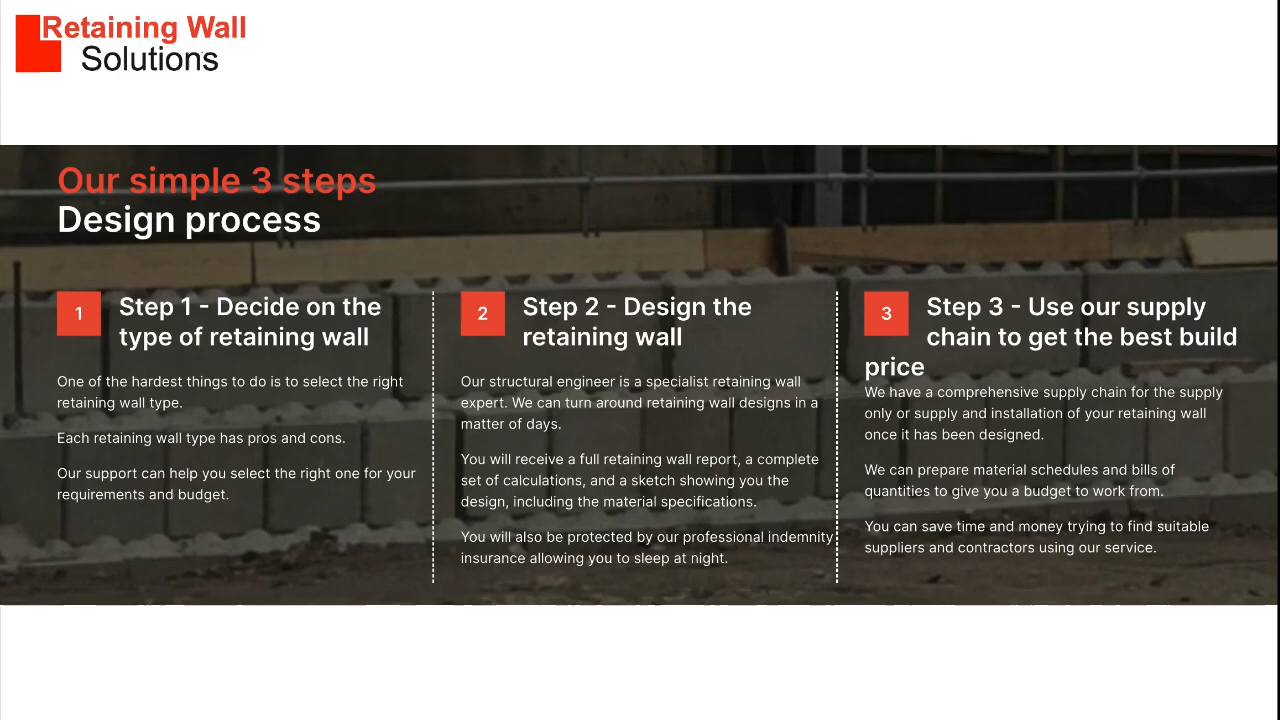 Retaining Wall
Solutions
Our simple 3 steps
Design process
1
Step 1 - Decide on the
type of retaining wall
One of the hardest things to do is to select the right
retaining wall type.
Each retaining wall type has pros and cons.
Our support can help you select the right one for your
requirements and budget.
2
Step 2 - Design the
retaining wall
Our structural engineer is a specialist retaining wall
expert. We can turn around retaining wall designs in a
matter of days.
You will receive a full retaining wall report, a complete
set of calculations, and a sketch showing you the
design, including the material specifications.
You will also be protected by our professional indemnity
insurance allowing you to sleep at night.
3
Step 3 - Use our supply
chain to get the best build
price
We have a comprehensive supply chain for the supply
only or supply and installation of your retaining wall
once it has been designed.
We can prepare material schedules and bills of
quantities to give you a budget to work from.
You can save time and money trying to find suitable
suppliers and contractors using our service.